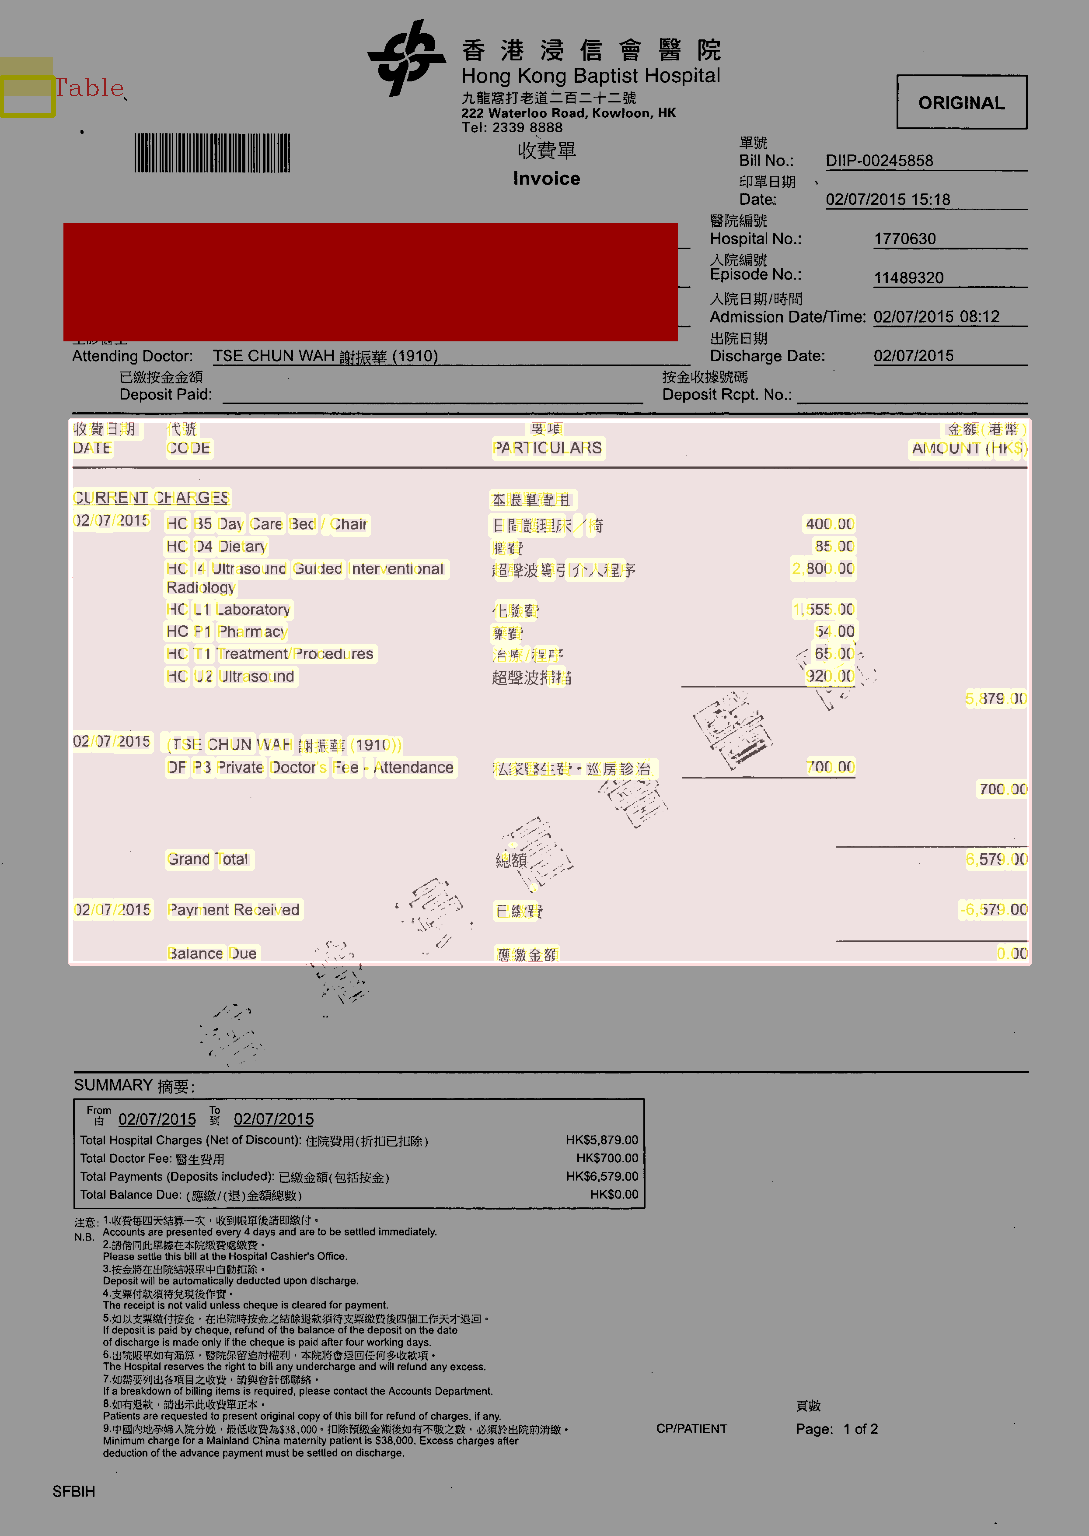 Table
香港浸信會醫院
Hong Kong Baptist Hospital
九龍窩打老道二百二十二號
222 Waterloo Road, Kowloon, HK
Tel: 2339 8888
ORIGINAL
收費單
Invoice
單號
Bill No.: DIIP-00245858
印單日期
Date: 02/07/2015 15:18
醫院編號
Hospital No.: 1770630
入院編號
Episode No.: 11489320
入院日期/時間
Admission Date/Time: 02/07/2015 08:12
出院日期
Attending Doctor: TSE CHUN WAH 謝振華 (1910) Discharge Date: 02/07/2015
已繳按金金額 按金收據號碼
Deposit Paid: Deposit Rcpt. No.:
收費日期 代號 要項 金額(港幣)
DATE CODE PARTICULARS AMOUNT (HK$)
CURRENT CHARGES 本賬單費用
02/07/2015 HC B5 Day Care Bed / Chair 日間護理床/椅 400.00
HC D4 Dietary 膳費 85.00
HC I4 Ultrasound Guided Interventional 超聲波導引介入程序 2,800.00
Radiology
HC L1 Laboratory 化驗費 1,555.00
HC P1 Pharmacy 藥費 54.00
HC T1 Treatment/Procedures 治療/程序 65.00
HC U2 Ultrasound 超聲波掃描 920.00
5,879.00
02/07/2015 (TSE CHUN WAH 謝振華 (1910))
DF P3 Private Doctor's Fee - Attendance 私家醫生費 - 巡房診治 700.00
700.00
Grand Total 總額 6,579.00
02/07/2015 Payment Received 已繳費 -6,579.00
Balance Due 應繳金額 0.00
SUMMARY 摘要:
From To
由 02/07/2015 到 02/07/2015
Total Hospital Charges (Net of Discount): 住院費用(折扣已扣除) HK$5,879.00
Total Doctor Fee: 醫生費用 HK$700.00
Total Payments (Deposits included): 已繳金額(包括按金) HK$6,579.00
Total Balance Due: (應繳/(退)金額總數) HK$0.00
注意: 1.收費每四天結算一次，收到帳單後請即繳付。
N.B. Accounts are presented every 4 days and are to be settled immediately.
2.請偕同此單據在本院繳費處繳費。
Please settle this bill at the Hospital Cashier's Office.
3.按金將在出院結賬單中自動扣除。
Deposit will be automatically deducted upon discharge.
4.支票付款須待兌現後作實。
The receipt is not valid unless cheque is cleared for payment.
5.如以支票繳付按金，在出院時按金之結餘退款須待支票繳費後四個工作天才退回。
If deposit is paid by cheque, refund of the balance of the deposit on the date
of discharge is made only if the cheque is paid after four working days.
6.出院賬單如有漏算，醫院保留追討權利，本院將會退回任何多收款項。
The Hospital reserves the right to bill any undercharge and will refund any excess.
7.如需要列出各項目之收費，請與會計部聯絡。
If a breakdown of billing items is required, please contact the Accounts Department.
8.如有退款，請出示此收費單正本。
Patients are requested to present original copy of this bill for refund of charges, if any.
9.中國內地孕婦入院分娩，最低收費為$38,000，扣除預繳金額後如有不敷之數，必須於出院前清繳。
Minimum charge for a Mainland China maternity patient is $38,000. Excess charges after
deduction of the advance payment must be settled on discharge.
CP/PATIENT
頁數
Page: 1 of 2
SFBIH